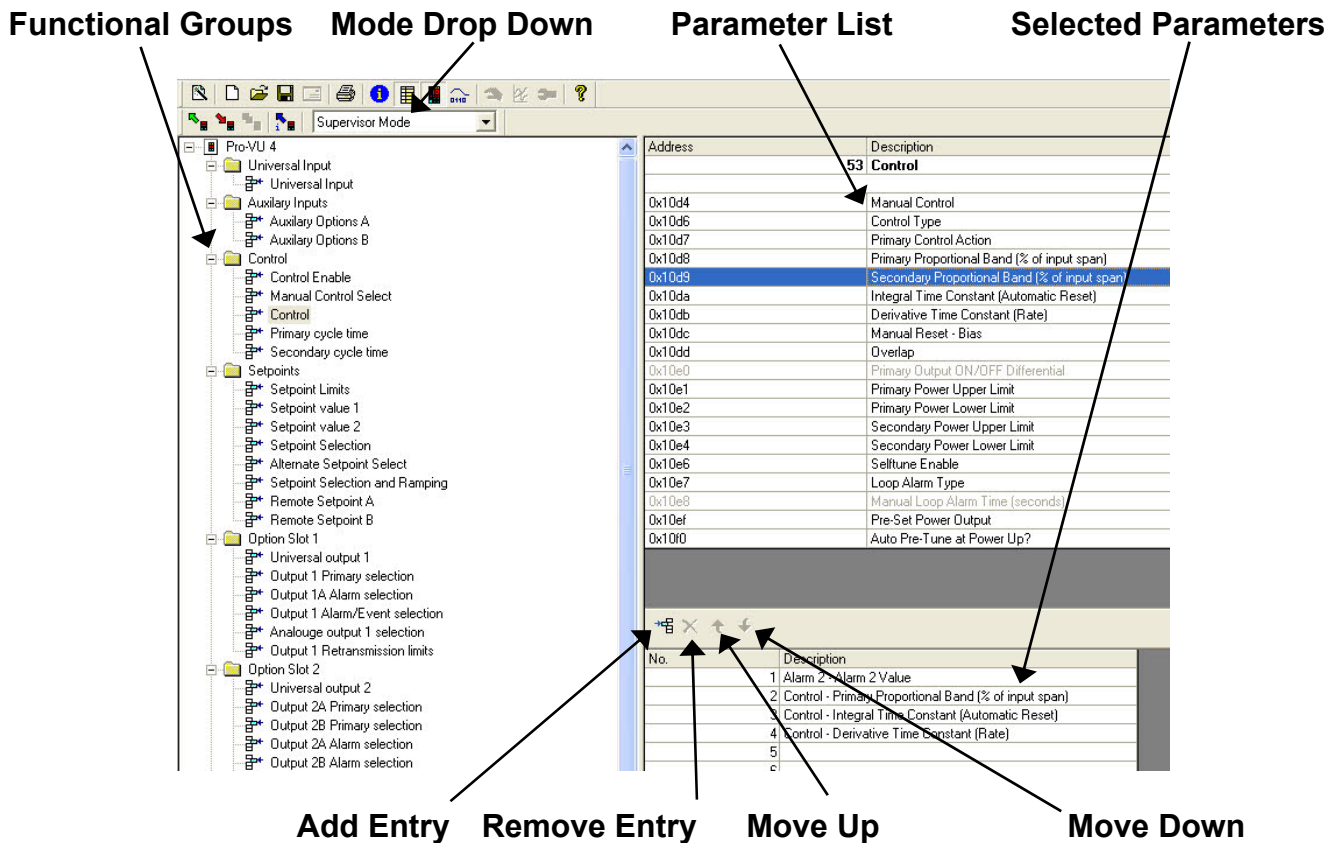 Functional Groups Mode Drop Down Parameter List Selected Parameters
Supervisor Mode
Pro-VU 4
Universal Input
Universal Input
Auxilary Inputs
Auxilary Options A
Auxilary Options B
Control
Control Enable
Manual Control Select
Control
Primary cycle time
Secondary cycle time
Setpoints
Setpoint Limits
Setpoint value 1
Setpoint value 2
Setpoint Selection
Alternate Setpoint Select
Setpoint Selection and Ramping
Remote Setpoint A
Remote Setpoint B
Option Slot 1
Universal output 1
Output 1 Primary selection
Output 1A Alarm selection
Output 1 Alarm/Event selection
Analouge output 1 selection
Output 1 Retransmission limits
Option Slot 2
Universal output 2
Output 2A Primary selection
Output 2B Primary selection
Output 2A Alarm selection
Output 2B Alarm selection
Address Description
53 Control
0x10d4 Manual Control
0x10d6 Control Type
0x10d7 Primary Control Action
0x10d8 Primary Proportional Band (% of input span)
0x10d9 Secondary Proportional Band (% of input span)
0x10da Integral Time Constant (Automatic Reset)
0x10db Derivative Time Constant (Rate)
0x10dc Manual Reset - Bias
0x10dd Overlap
0x10e0 Primary Output ON/OFF Differential
0x10e1 Primary Power Upper Limit
0x10e2 Primary Power Lower Limit
0x10e3 Secondary Power Upper Limit
0x10e4 Secondary Power Lower Limit
0x10e6 Selftune Enable
0x10e7 Loop Alarm Type
0x10e8 Manual Loop Alarm Time (seconds)
0x10ef Pre-Set Power Output
0x10f0 Auto Pre-Tune at Power Up?
No. Description
1 Alarm 2 - Alarm 2 Value
2 Control - Primary Proportional Band (% of input span)
3 Control - Integral Time Constant (Automatic Reset)
4 Control - Derivative Time Constant (Rate)
5
6
Add Entry Remove Entry Move Up Move Down